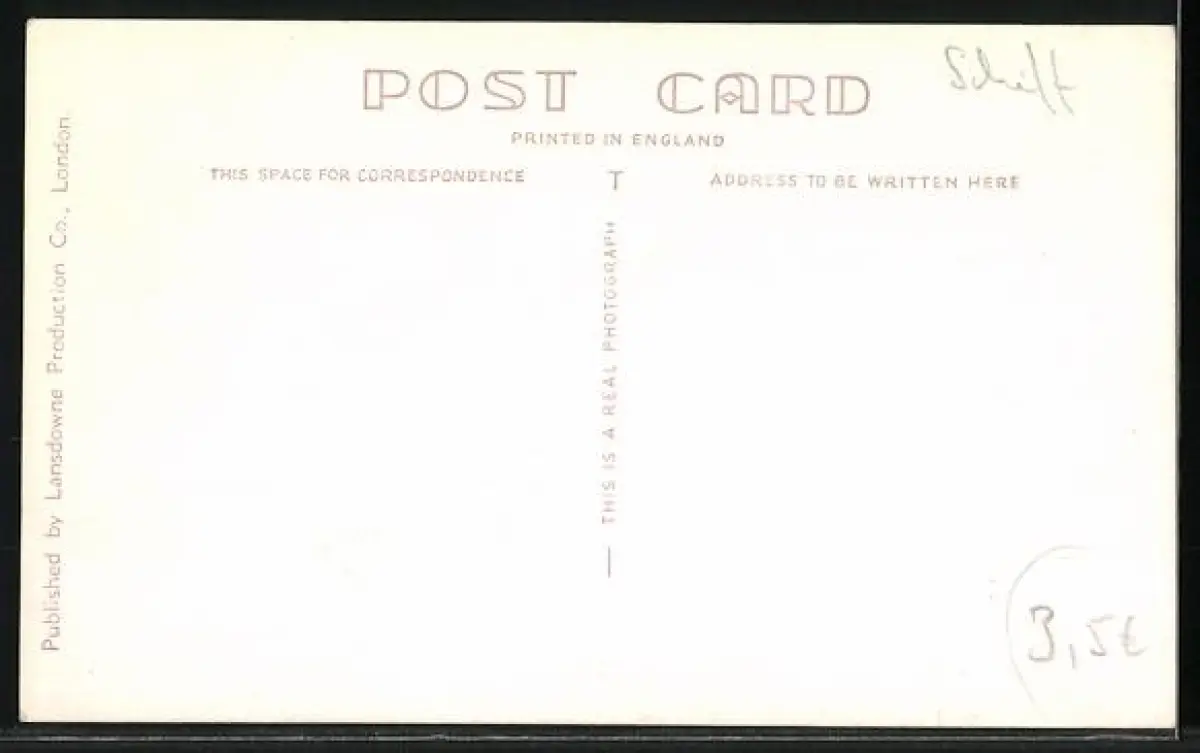 Schiff
POST CARD
PRINTED IN ENGLAND
THIS SPACE FOR CORRESPONDENCE
T
ADDRESS TO BE WRITTEN HERE
THIS IS A REAL PHOTOGRAPH
Published by Lansdowne Production Co., London
3,5€